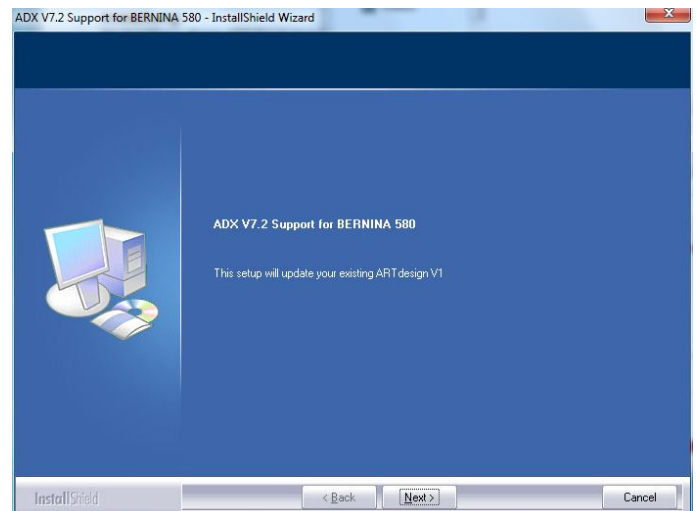 ADX V7.2 Support for BERNINA 580 - InstallShield Wizard
ADX V7.2 Support for BERNINA 580
This setup will update your existing ARTdesign V1
InstallShield
< Back
Next >
Cancel